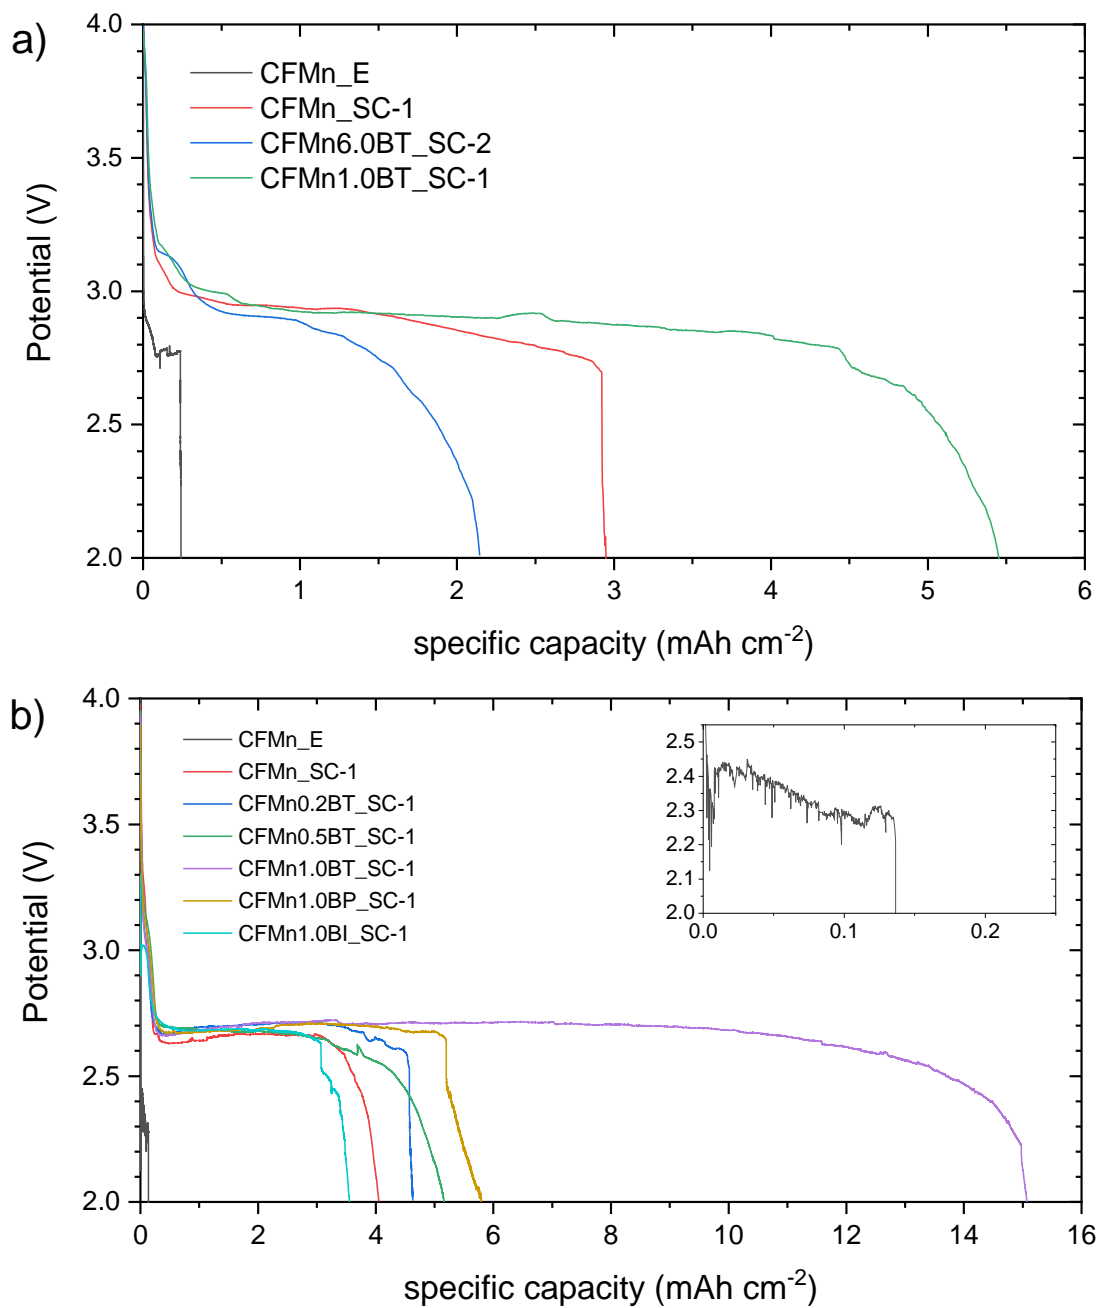 a)
4.0
3.5
3.0
2.5
2.0
Potential (V)
CFMn_E
CFMn_SC-1
CFMn6.0BT_SC-2
CFMn1.0BT_SC-1
0 1 2 3 4 5 6
specific capacity (mAh cm-2)
b)
4.0
3.5
3.0
2.5
2.0
Potential (V)
CFMn_E
CFMn_SC-1
CFMn0.2BT_SC-1
CFMn0.5BT_SC-1
CFMn1.0BT_SC-1
CFMn1.0BP_SC-1
CFMn1.0BI_SC-1
2.5
2.4
2.3
2.2
2.1
2.0
0.0 0.1 0.2
0 2 4 6 8 10 12 14 16
specific capacity (mAh cm-2)